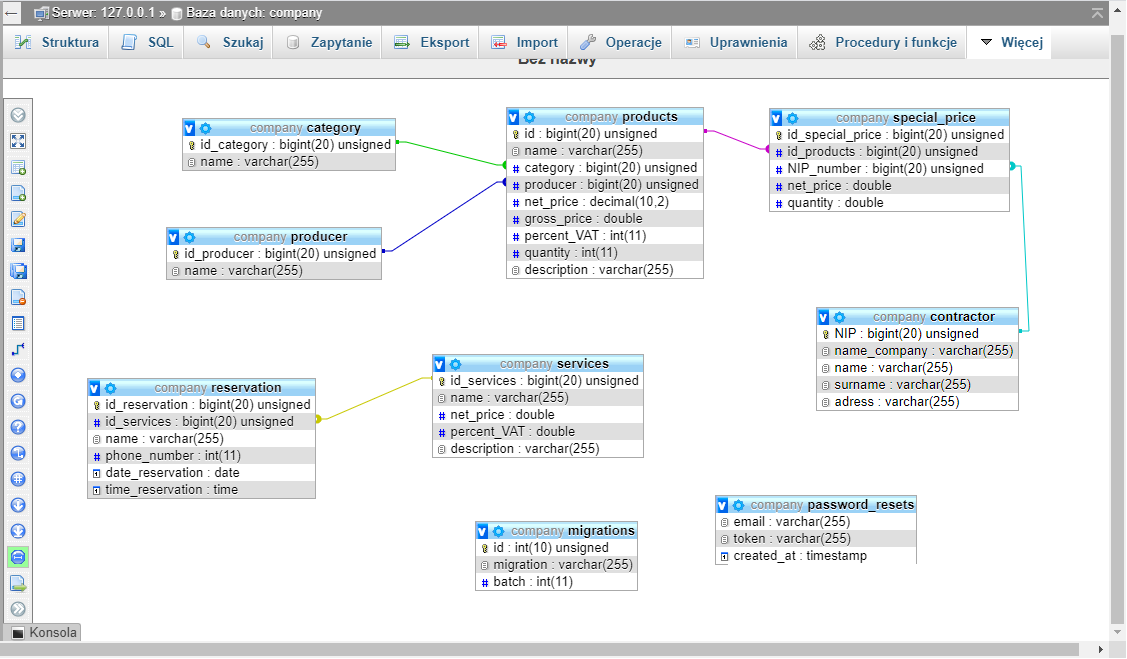 Serwer: 127.0.0.1 » Baza danych: company
Struktura SQL Szukaj Zapytanie Eksport Import Operacje Uprawnienia Procedury i funkcje Więcej
Bez nazwy
company category
id_category : bigint(20) unsigned
name : varchar(255)
company products
id : bigint(20) unsigned
name : varchar(255)
category : bigint(20) unsigned
producer : bigint(20) unsigned
net_price : decimal(10,2)
gross_price : double
percent_VAT : int(11)
quantity : int(11)
description : varchar(255)
company special_price
id_special_price : bigint(20) unsigned
id_products : bigint(20) unsigned
NIP_number : bigint(20) unsigned
net_price : double
quantity : double
company producer
id_producer : bigint(20) unsigned
name : varchar(255)
company contractor
NIP : bigint(20) unsigned
name_company : varchar(255)
name : varchar(255)
surname : varchar(255)
adress : varchar(255)
company services
id_services : bigint(20) unsigned
name : varchar(255)
net_price : double
percent_VAT : double
description : varchar(255)
company reservation
id_reservation : bigint(20) unsigned
id_services : bigint(20) unsigned
name : varchar(255)
phone_number : int(11)
date_reservation : date
time_reservation : time
company password_resets
email : varchar(255)
token : varchar(255)
created_at : timestamp
company migrations
id : int(10) unsigned
migration : varchar(255)
batch : int(11)
Konsola